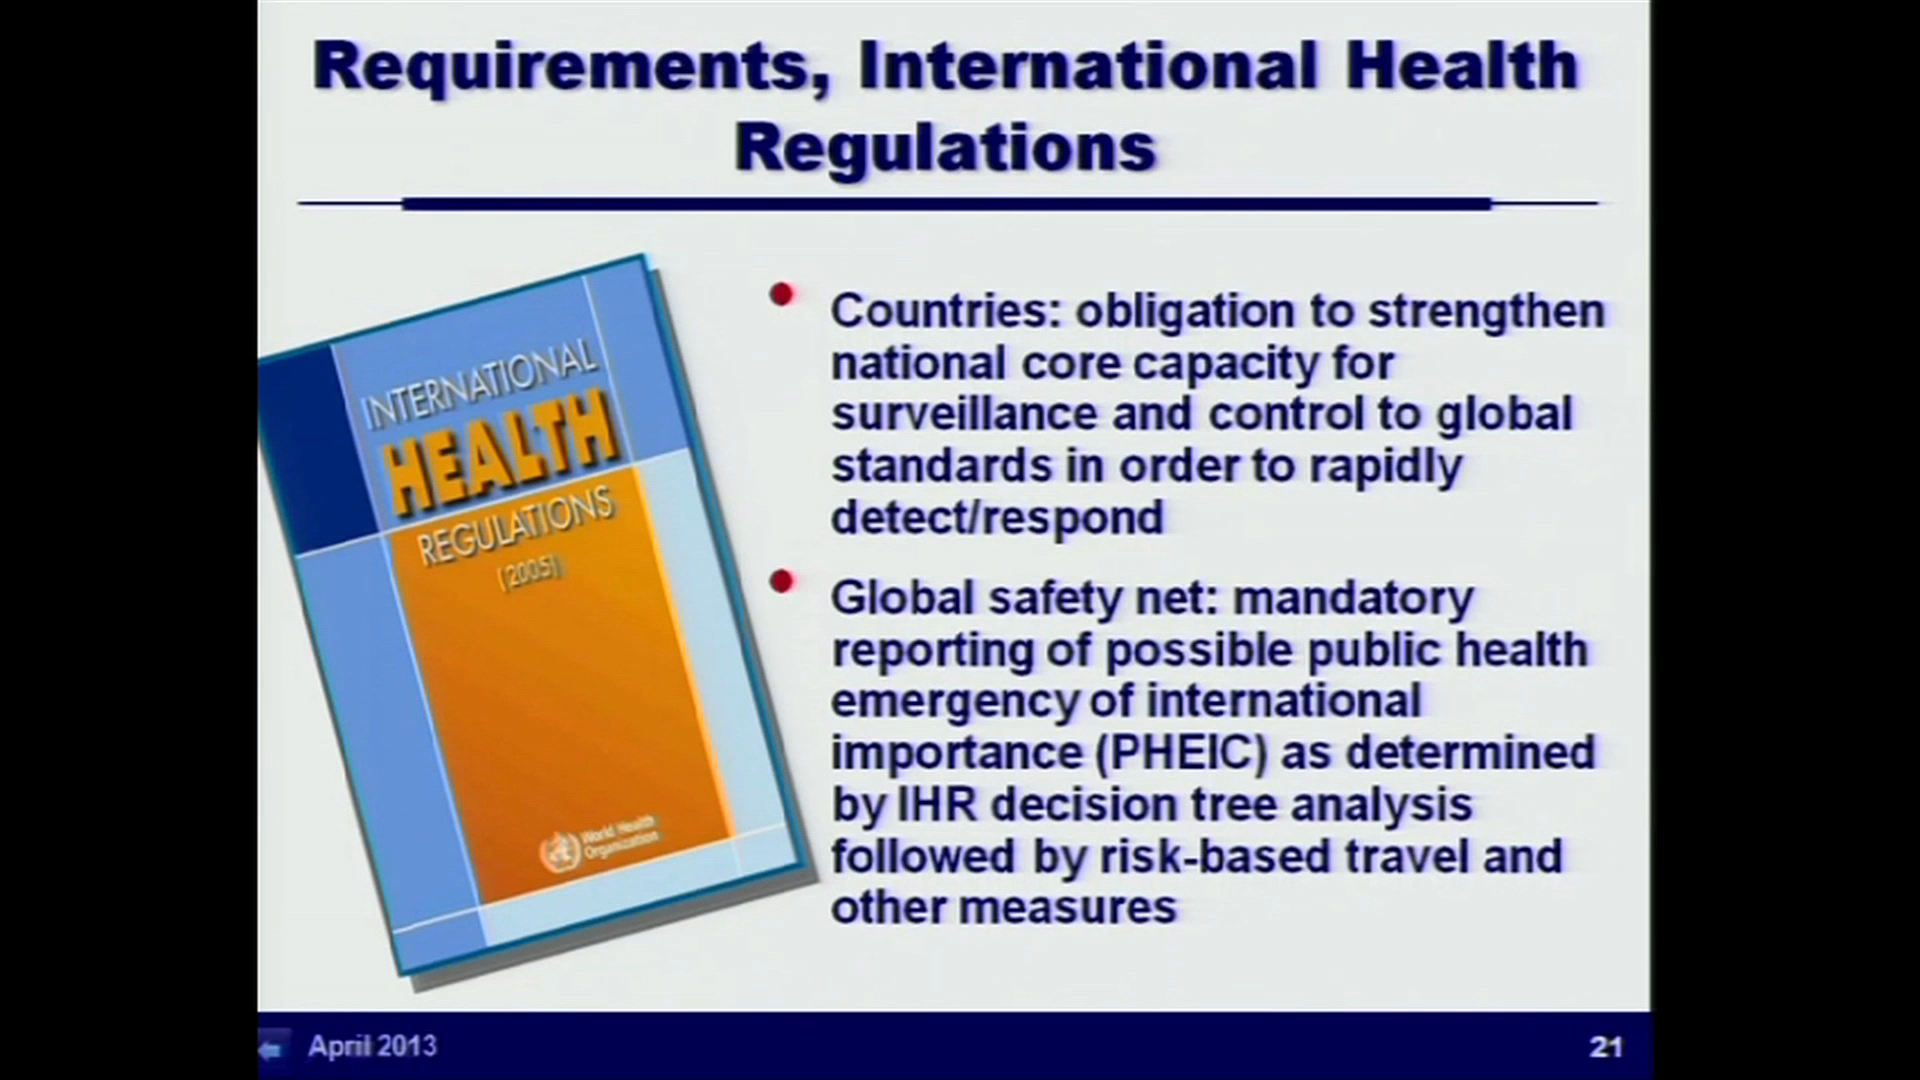 Requirements, International Health
Regulations
INTERNATIONAL
HEALTH
REGULATIONS
(2005)
World Health
Organization
Countries: obligation to strengthen
national core capacity for
surveillance and control to global
standards in order to rapidly
detect/respond
Global safety net: mandatory
reporting of possible public health
emergency of international
importance (PHEIC) as determined
by IHR decision tree analysis
followed by risk-based travel and
other measures
April 2013
21